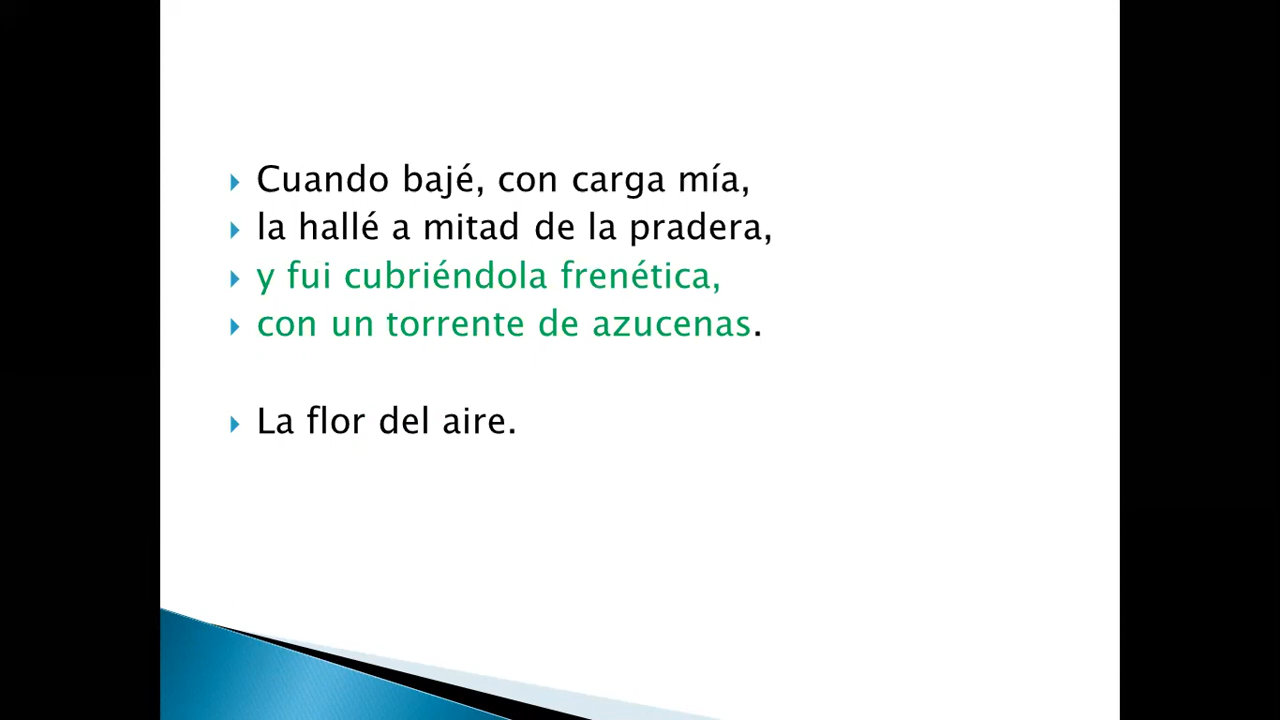 Cuando bajé, con carga mía,
la hallé a mitad de la pradera,
y fui cubriéndola frenética,
con un torrente de azucenas.
La flor del aire.